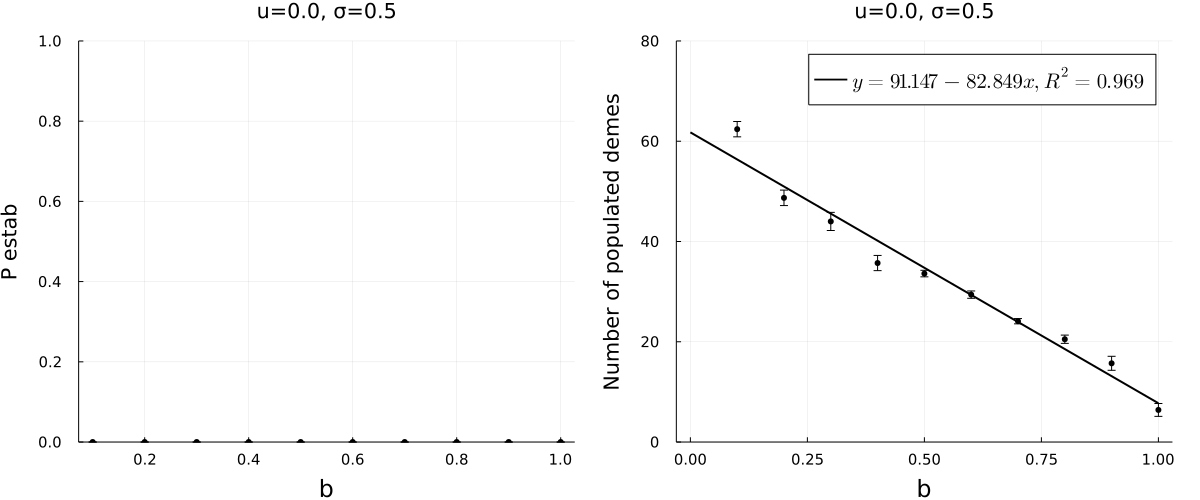 u=0.0, σ=0.5
P estab
1.0
0.8
0.6
0.4
0.2
0.0
0.2 0.4 0.6 0.8 1.0
b
u=0.0, σ=0.5
Number of populated demes
80
60
40
20
0
y = 91.147 − 82.849x, R² = 0.969
0.00 0.25 0.50 0.75 1.00
b